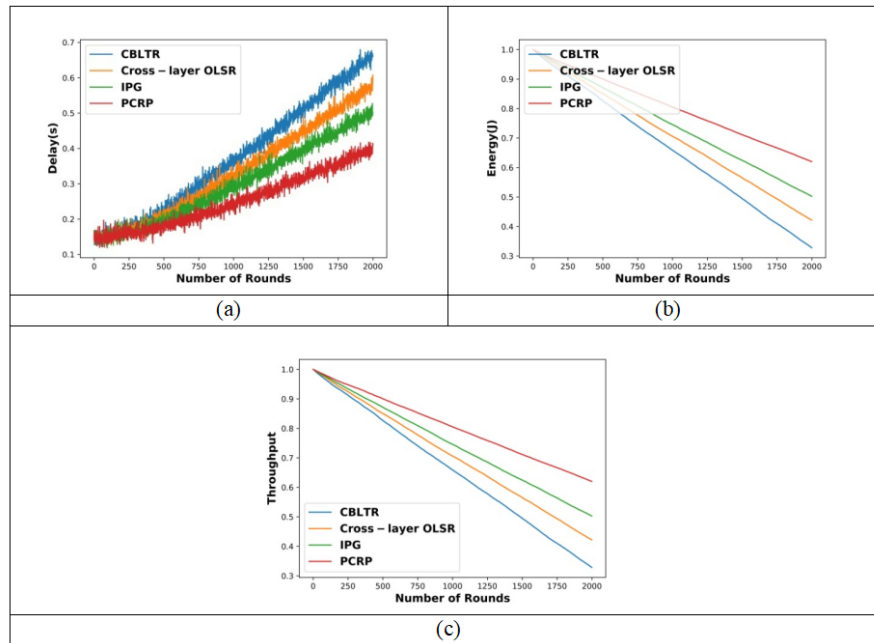 0.7
0.6
0.5
0.4
0.3
0.2
0.1
Delay(s)
CBLTR
Cross – layer OLSR
IPG
PCRP
0 250 500 750 1000 1250 1500 1750 2000
Number of Rounds
(a)
1.0
0.9
0.8
0.7
0.6
0.5
0.4
0.3
Energy(J)
CBLTR
Cross – layer OLSR
IPG
PCRP
0 250 500 750 1000 1250 1500 1750 2000
Number of Rounds
(b)
1.0
0.9
0.8
0.7
0.6
0.5
0.4
0.3
Throughput
CBLTR
Cross – layer OLSR
IPG
PCRP
0 250 500 750 1000 1250 1500 1750 2000
Number of Rounds
(c)